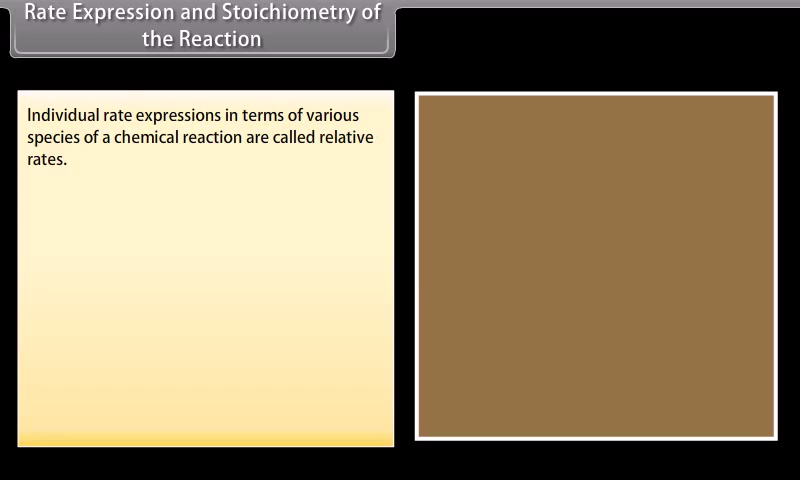 Rate Expression and Stoichiometry of
the Reaction
Individual rate expressions in terms of various
species of a chemical reaction are called relative
rates.